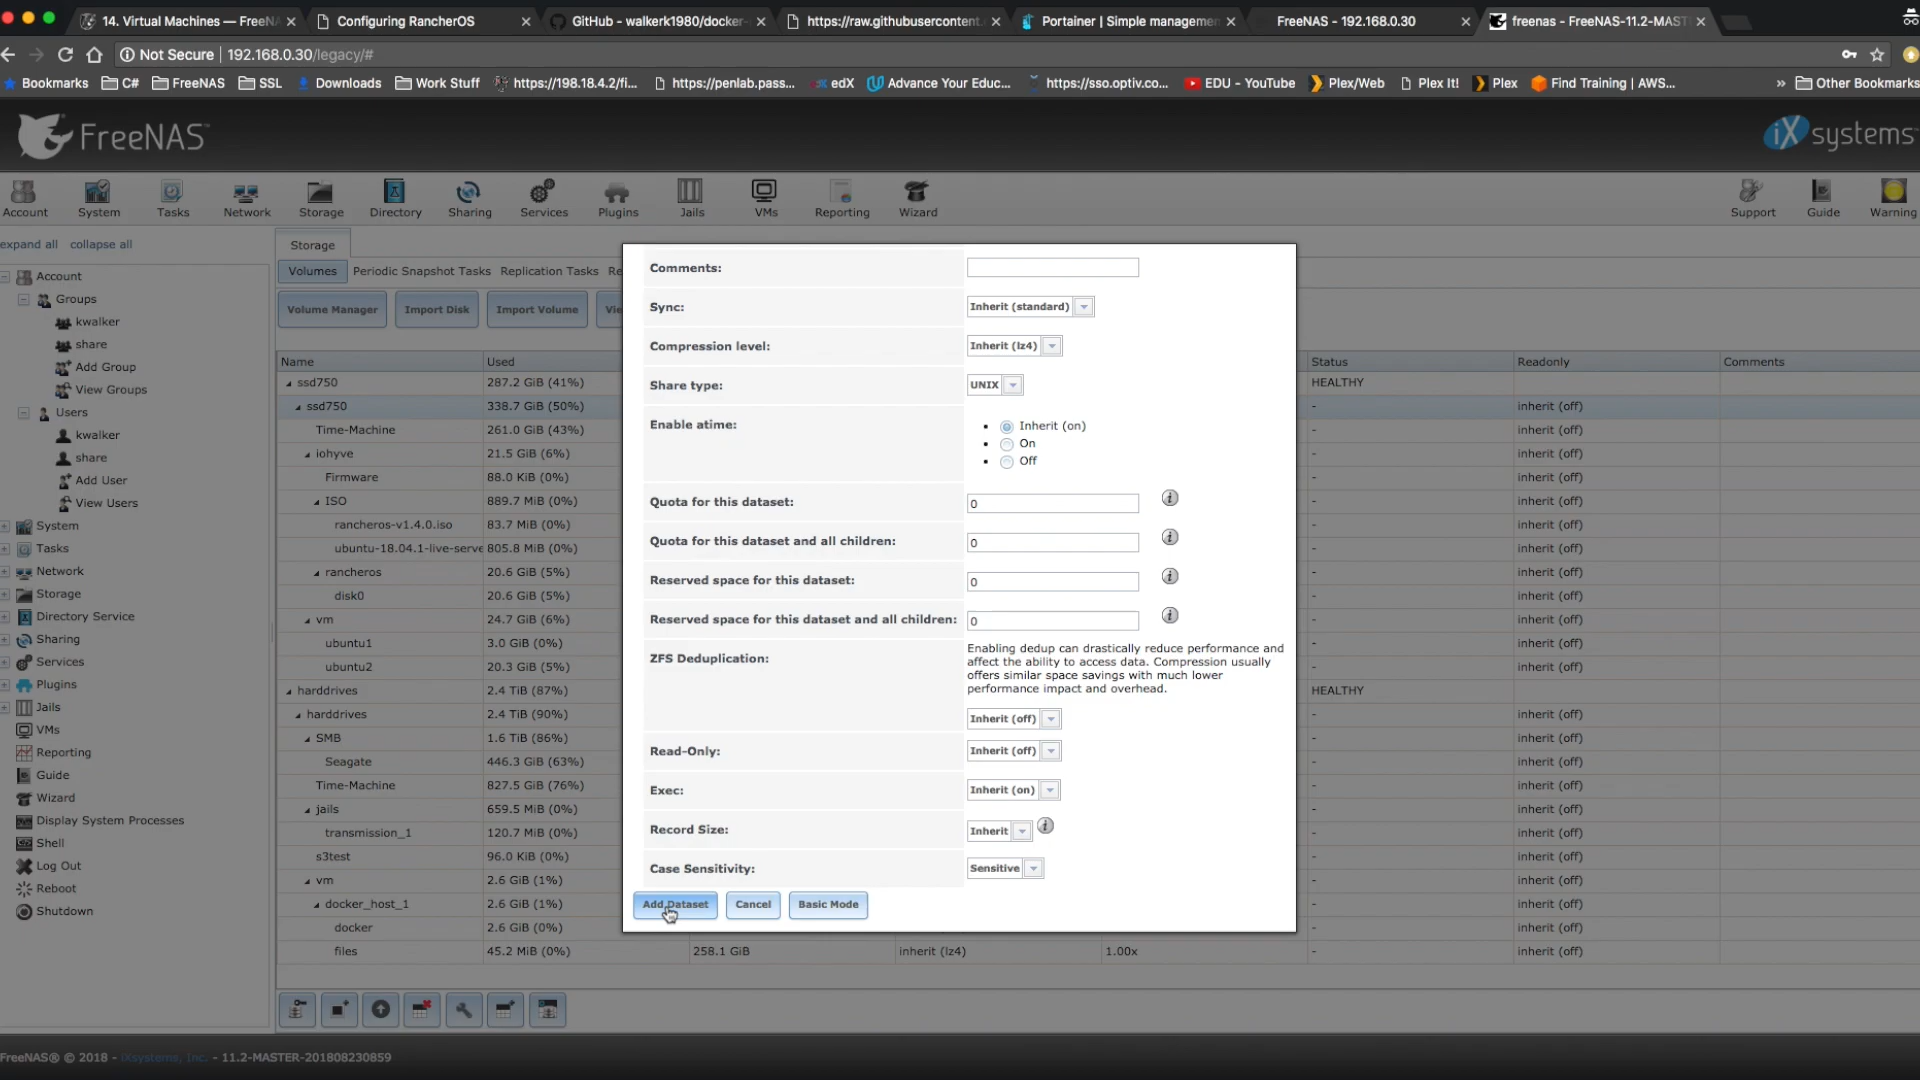 14. Virtual Machines — FreeN
Configuring RancherOS
GitHub - walkerk1980/docker-
https://raw.githubusercontent.
Portainer | Simple managemen
FreeNAS - 192.168.0.30
freenas - FreeNAS-11.2-MAST
Not Secure | 192.168.0.30/legacy/#
Bookmarks
C#
FreeNAS
SSL
Downloads
Work Stuff
https://198.18.4.2/fi...
https://penlab.pass...
edX
Advance Your Educ...
https://sso.optiv.co...
EDU - YouTube
Plex/Web
Plex It!
Plex
Find Training | AWS...
»
Other Bookmarks
FreeNAS
iXsystems
Account
System
Tasks
Network
Storage
Directory
Sharing
Services
Plugins
Jails
VMs
Reporting
Wizard
Support
Guide
Warning
expand all collapse all
Account
Groups
kwalker
share
Add Group
View Groups
Users
kwalker
share
Add User
View Users
System
Tasks
Network
Storage
Directory Service
Sharing
Services
Plugins
Jails
VMs
Reporting
Guide
Wizard
Display System Processes
Shell
Log Out
Reboot
Shutdown
Storage
Volumes Periodic Snapshot Tasks Replication Tasks Re
Volume Manager Import Disk Import Volume Vie
Name Used Status Readonly Comments
ssd750 287.2 GiB (41%) HEALTHY
ssd750 338.7 GiB (50%) - inherit (off)
Time-Machine 261.0 GiB (43%) - inherit (off)
iohyve 21.5 GiB (6%) - inherit (off)
Firmware 88.0 KiB (0%) - inherit (off)
ISO 889.7 MiB (0%) - inherit (off)
rancheros-v1.4.0.iso 83.7 MiB (0%) - inherit (off)
ubuntu-18.04.1-live-serve 805.8 MiB (0%) - inherit (off)
rancheros 20.6 GiB (5%) - inherit (off)
disk0 20.6 GiB (5%) - inherit (off)
vm 24.7 GiB (6%) - inherit (off)
ubuntu1 3.0 GiB (0%) - inherit (off)
ubuntu2 20.3 GiB (5%) - inherit (off)
harddrives 2.4 TiB (87%) HEALTHY
harddrives 2.4 TiB (90%) - inherit (off)
SMB 1.6 TiB (86%) - inherit (off)
Seagate 446.3 GiB (63%) - inherit (off)
Time-Machine 827.5 GiB (76%) - inherit (off)
jails 659.5 MiB (0%) - inherit (off)
transmission_1 120.7 MiB (0%) - inherit (off)
s3test 96.0 KiB (0%) - inherit (off)
vm 2.6 GiB (1%) - inherit (off)
docker_host_1 2.6 GiB (1%) - inherit (off)
docker 2.6 GiB (0%) - inherit (off)
files 45.2 MiB (0%) 258.1 GiB inherit (lz4) 1.00x - inherit (off)
Comments:
Sync: Inherit (standard)
Compression level: Inherit (lz4)
Share type: UNIX
Enable atime:
Inherit (on)
On
Off
Quota for this dataset: 0
Quota for this dataset and all children: 0
Reserved space for this dataset: 0
Reserved space for this dataset and all children: 0
ZFS Deduplication:
Enabling dedup can drastically reduce performance and
affect the ability to access data. Compression usually
offers similar space savings with much lower
performance impact and overhead.
Inherit (off)
Read-Only: Inherit (off)
Exec: Inherit (on)
Record Size: Inherit
Case Sensitivity: Sensitive
Add Dataset Cancel Basic Mode
FreeNAS® © 2018 - iXsystems, Inc. - 11.2-MASTER-201808230859